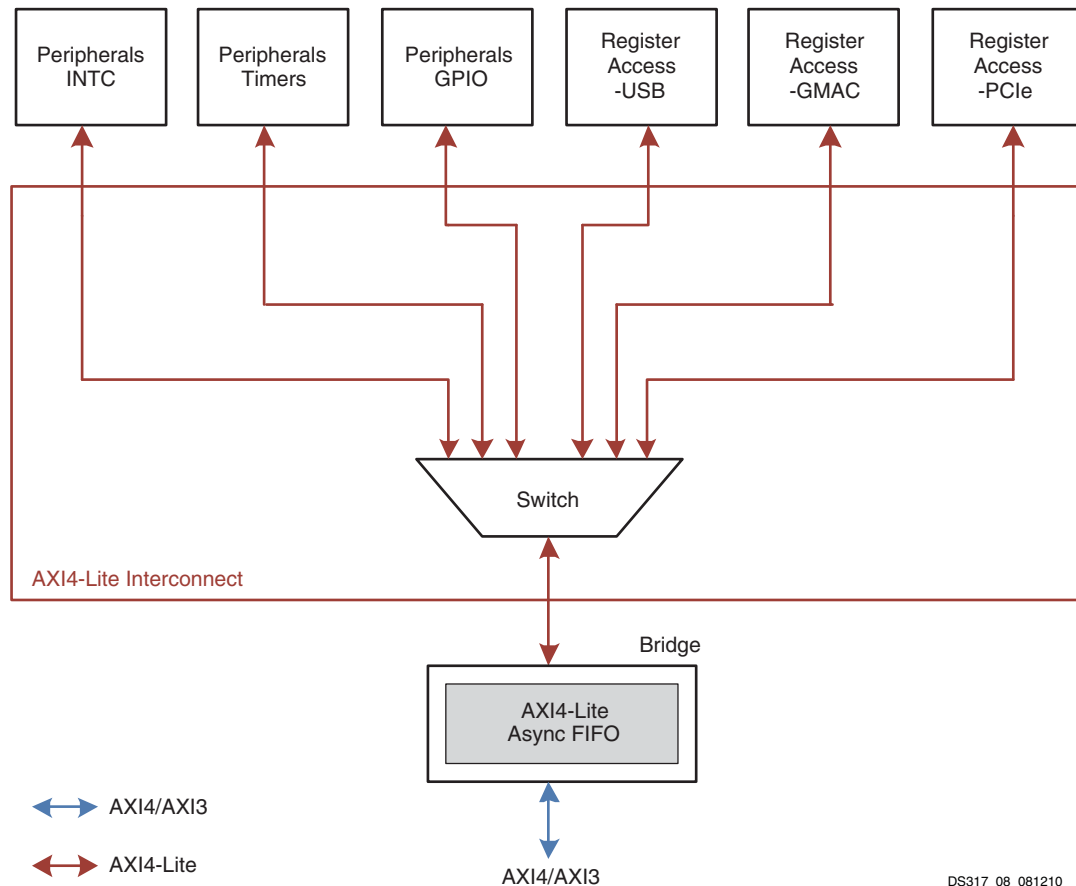 Peripherals
INTC
Peripherals
Timers
Peripherals
GPIO
Register
Access
-USB
Register
Access
-GMAC
Register
Access
-PCIe
Switch
AXI4-Lite Interconnect
Bridge
AXI4-Lite
Async FIFO
AXI4/AXI3
AXI4-Lite
AXI4/AXI3
DS317_08_081210